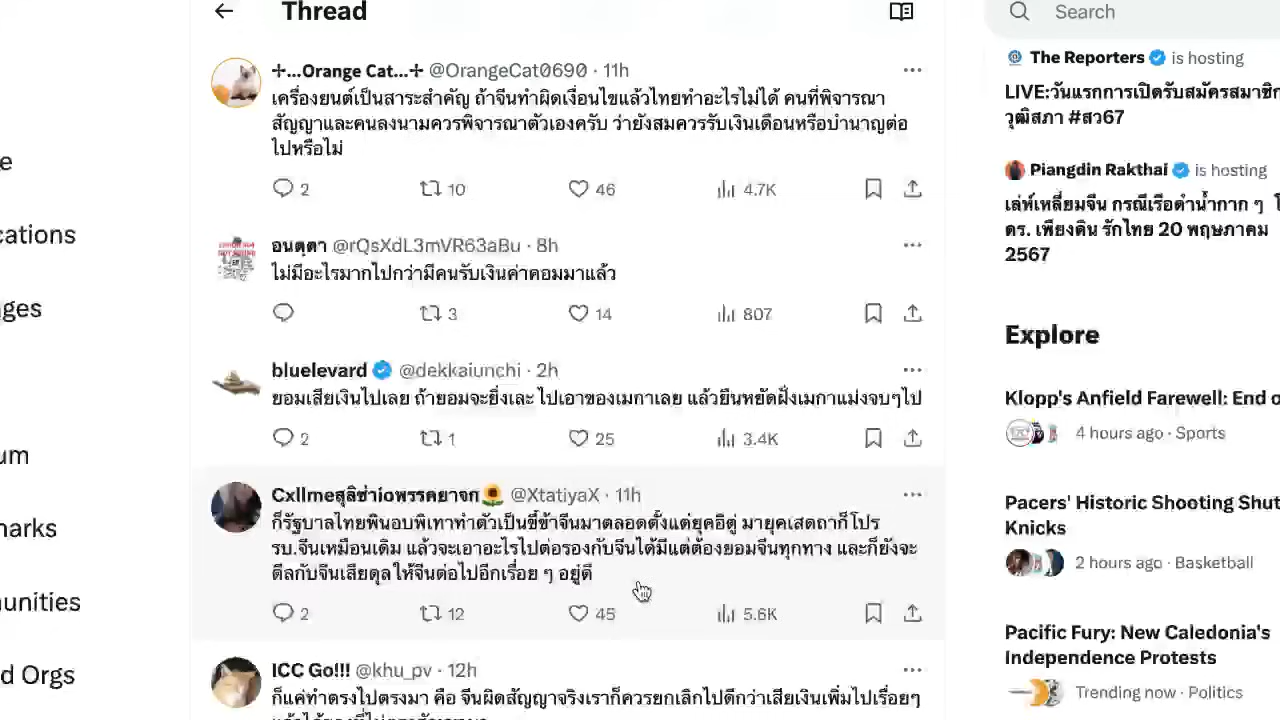 Thread
Search
✢...Orange Cat...✢ @OrangeCat0690 · 11h
เครื่องยนต์เป็นสาระสำคัญ ถ้าจีนทำผิดเงื่อนไขแล้วไทยทำอะไรไม่ได้ คนที่พิจารณา
สัญญาและคนลงนามควรพิจารณาตัวเองครับ ว่ายังสมควรรับเงินเดือนหรือบำนาญต่อ
ไปหรือไม่
2 10 46 4.7K
อนตฺตา @rQsXdL3mVR63aBu · 8h
ไม่มีอะไรมากไปกว่ามีคนรับเงินค่าคอมมาแล้ว
3 14 807
bluelevard @dekkaiunchi · 2h
ยอมเสียเงินไปเลย ถ้ายอมจะยิ่งเละ ไปเอาของเมกาเลย แล้วยืนหยัดฝั่งเมกาแม่งจบๆไป
2 1 25 3.4K
Cxllmeสุลิซ่าioพรรคยาจก🌻 @XtatiyaX · 11h
ก็รัฐบาลไทยพินอบพิเทาทำตัวเป็นขี้ข้าจีนมาตลอดตั้งแต่ยุคอิตู่ มายุคเสดถาก็โปร
รบ.จีนเหมือนเดิม แล้วจะเอาอะไรไปต่อรองกับจีนได้มีแต่ต้องยอมจีนทุกทาง และก็ยังจะ
ดีลกับจีนเสียดุลให้จีนต่อไปอีกเรื่อย ๆ อยู่ดี
2 12 45 5.6K
ICC Go!!! @khu_pv · 12h
ก็แค่ทำตรงไปตรงมา คือ จีนผิดสัญญาจริงเราก็ควรยกเลิกไปดีกว่าเสียเงินเพิ่มไปเรื่อยๆ
e
cations
ges
um
narks
unities
d Orgs
The Reporters is hosting
LIVE:วันแรกการเปิดรับสมัครสมาชิก
วุฒิสภา #สว67
Piangdin Rakthai is hosting
เล่ห์เหลี่ยมจีน กรณีเรือดำน้ำกาก ๆ โ
ดร. เพียงดิน รักไทย 20 พฤษภาคม
2567
Explore
Klopp's Anfield Farewell: End o
4 hours ago · Sports
Pacers' Historic Shooting Shut
Knicks
2 hours ago · Basketball
Pacific Fury: New Caledonia's
Independence Protests
Trending now · Politics